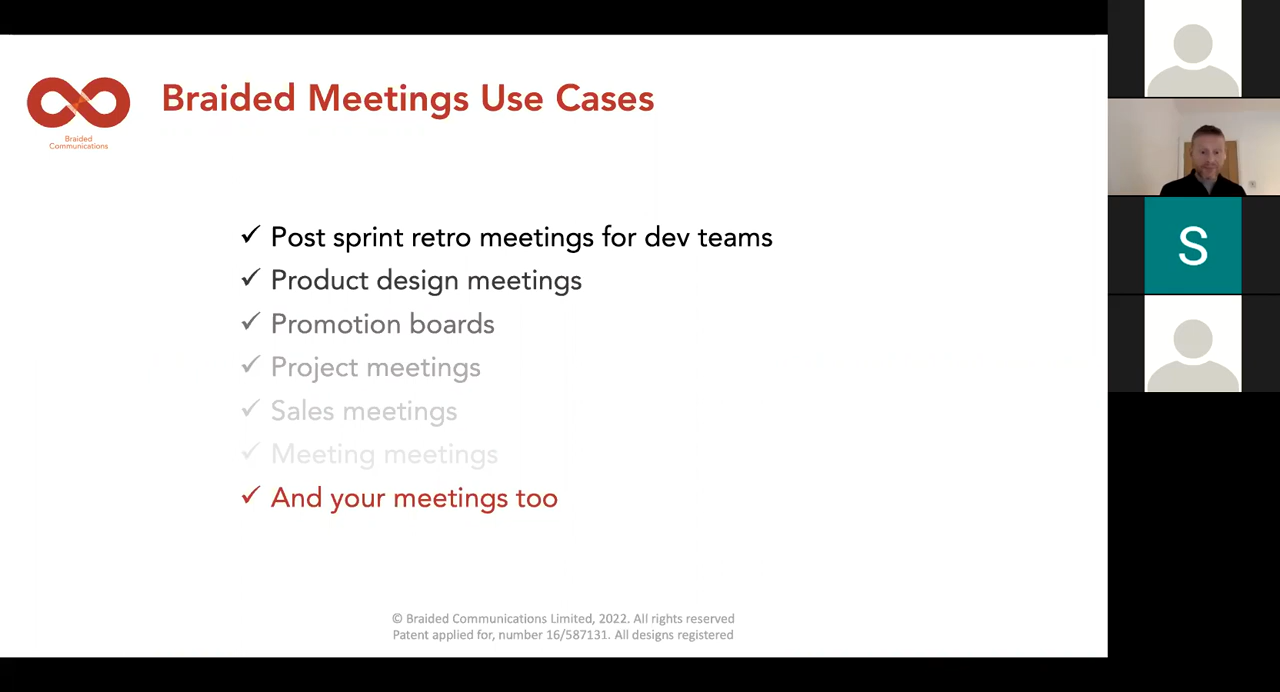 Braided Meetings Use Cases
Braided
Communications
✓ Post sprint retro meetings for dev teams
✓ Product design meetings
✓ Promotion boards
✓ Project meetings
✓ Sales meetings
✓ Meeting meetings
✓ And your meetings too
© Braided Communications Limited, 2022. All rights reserved
Patent applied for, number 16/587131. All designs registered
S